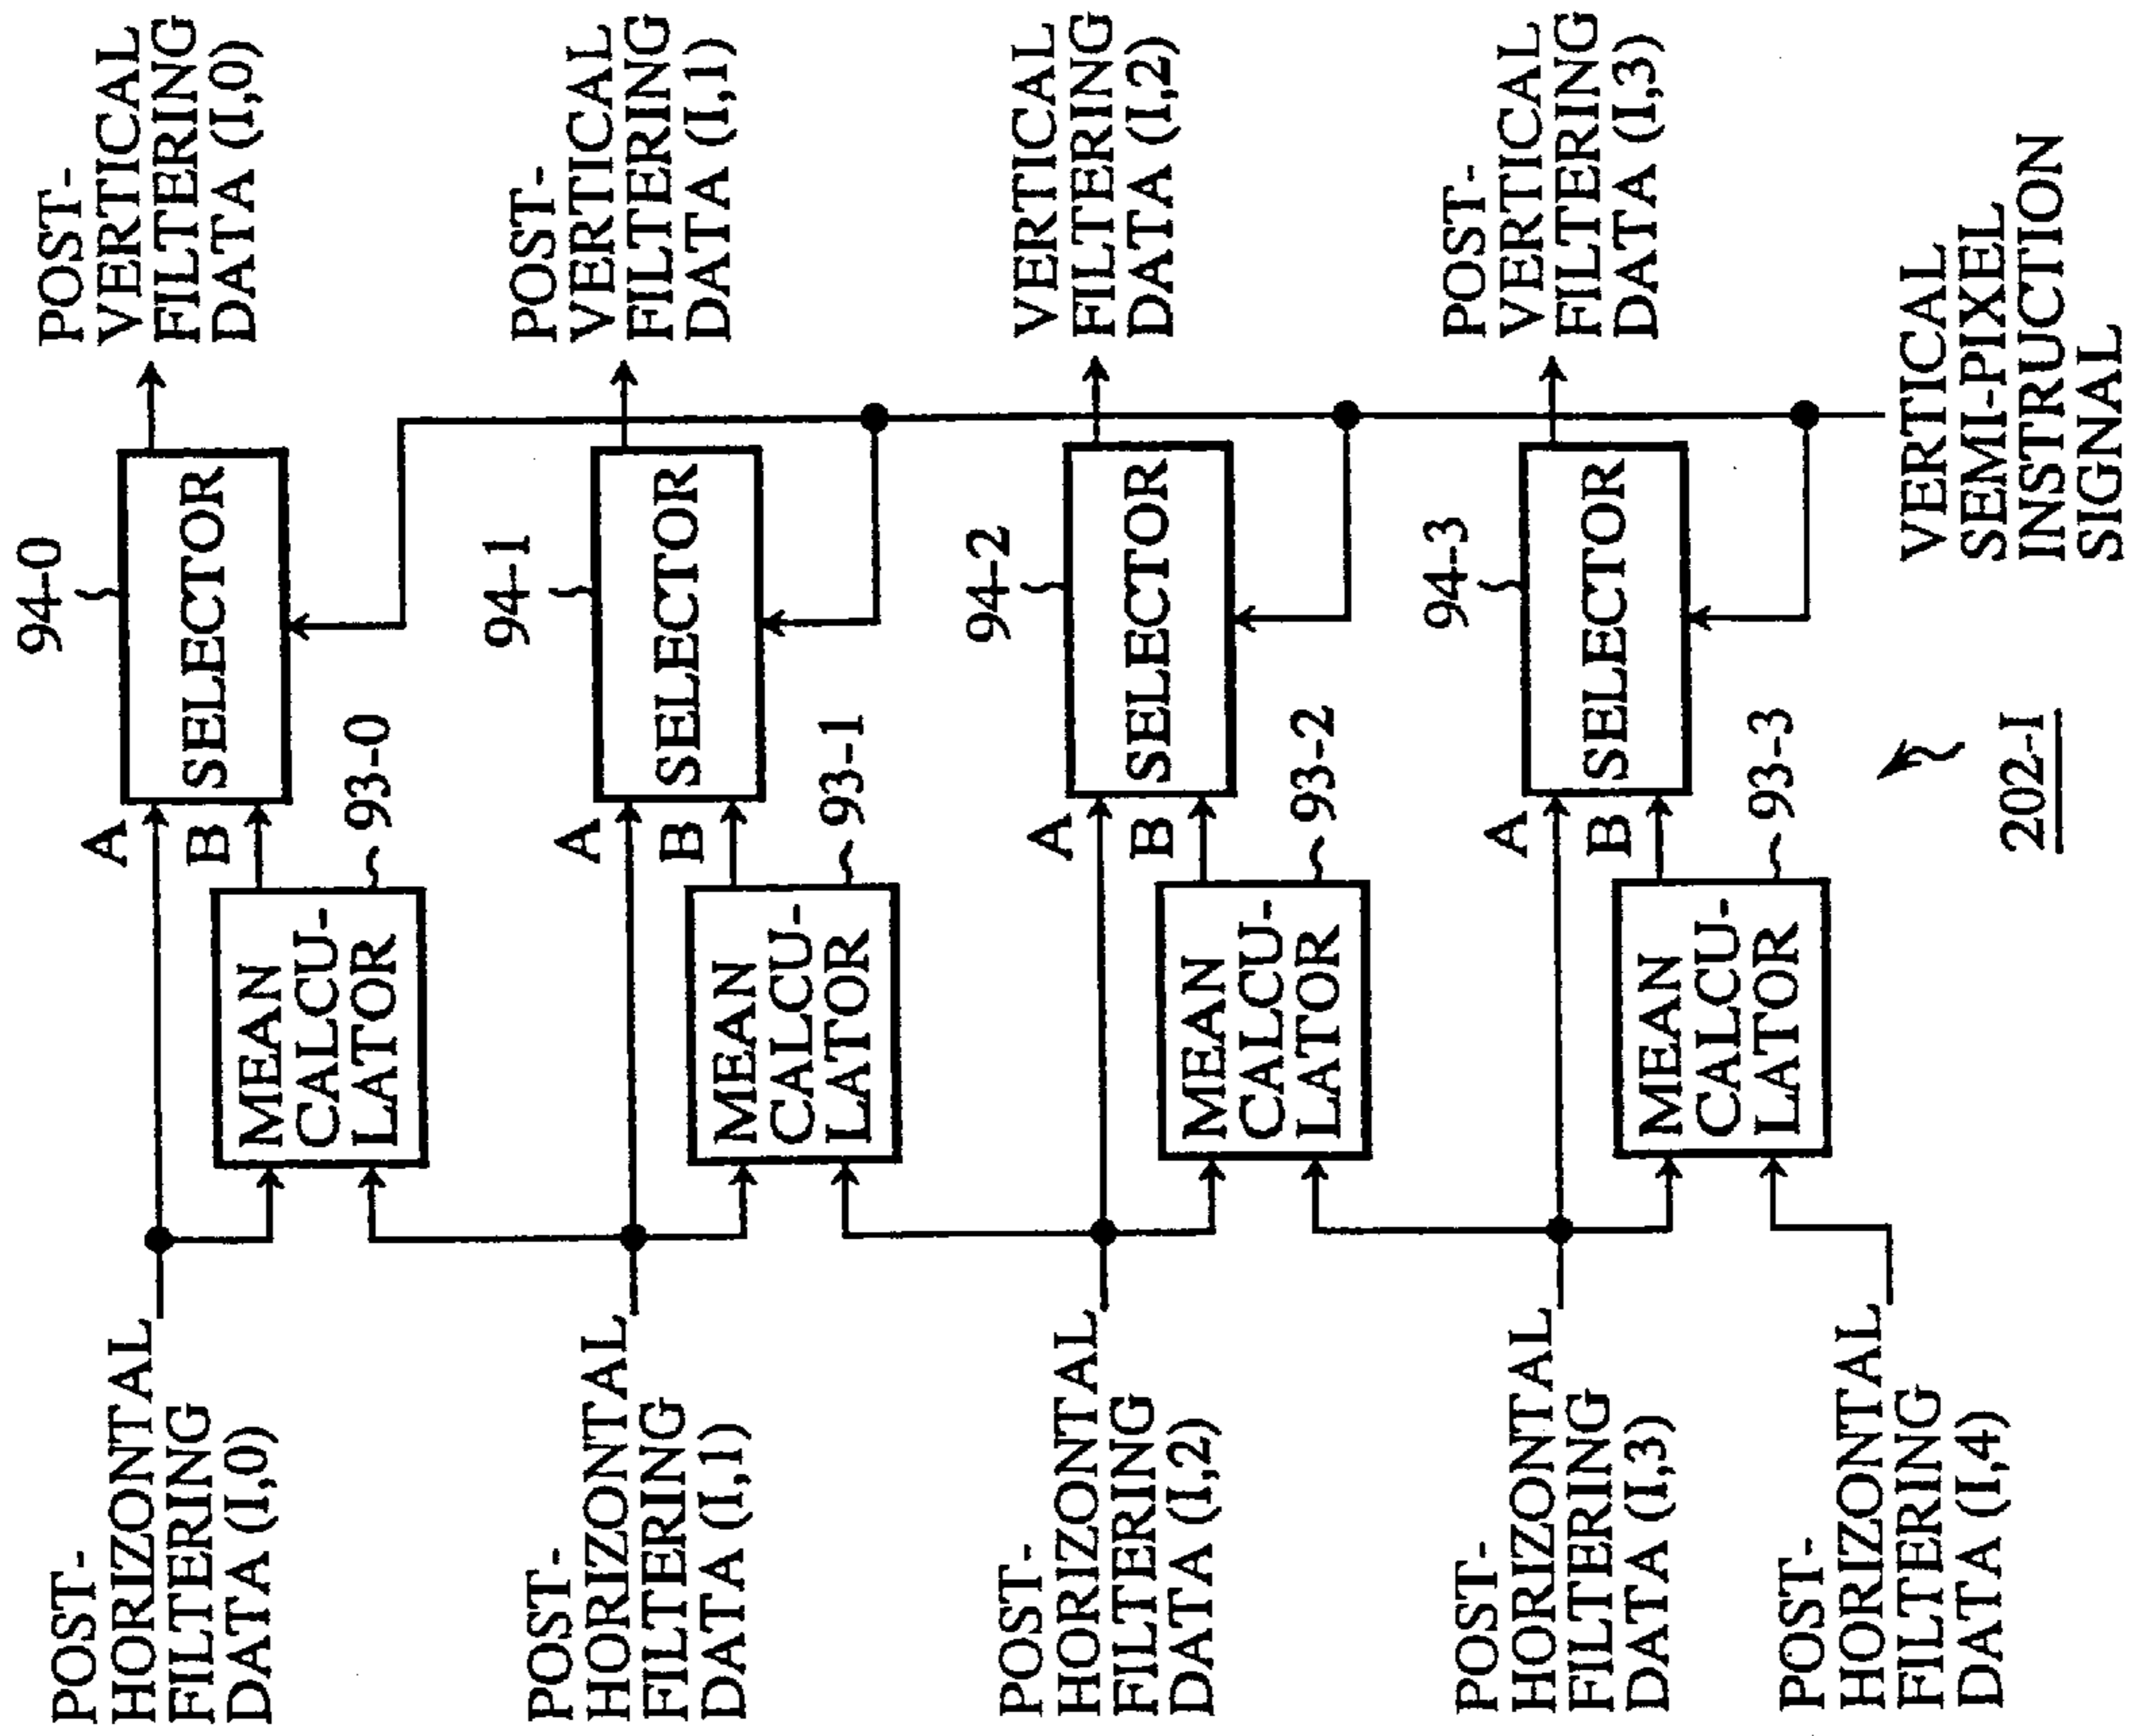 POST-
HORIZONTAL
FILTERING
DATA (I,0)
MEAN
CALCU-
LATOR
93-0
A
B
SELECTOR
94-0
POST-
VERTICAL
FILTERING
DATA (I,0)
POST-
HORIZONTAL
FILTERING
DATA (I,1)
MEAN
CALCU-
LATOR
93-1
A
B
SELECTOR
94-1
POST-
VERTICAL
FILTERING
DATA (I,1)
POST-
HORIZONTAL
FILTERING
DATA (I,2)
MEAN
CALCU-
LATOR
93-2
A
B
SELECTOR
94-2
VERTICAL
FILTERING
DATA (I,2)
POST-
HORIZONTAL
FILTERING
DATA (I,3)
MEAN
CALCU-
LATOR
93-3
A
B
SELECTOR
94-3
POST-
VERTICAL
FILTERING
DATA (I,3)
POST-
HORIZONTAL
FILTERING
DATA (I,4)
202-I
VERTICAL
SEMI-PIXEL
INSTRUCTION
SIGNAL